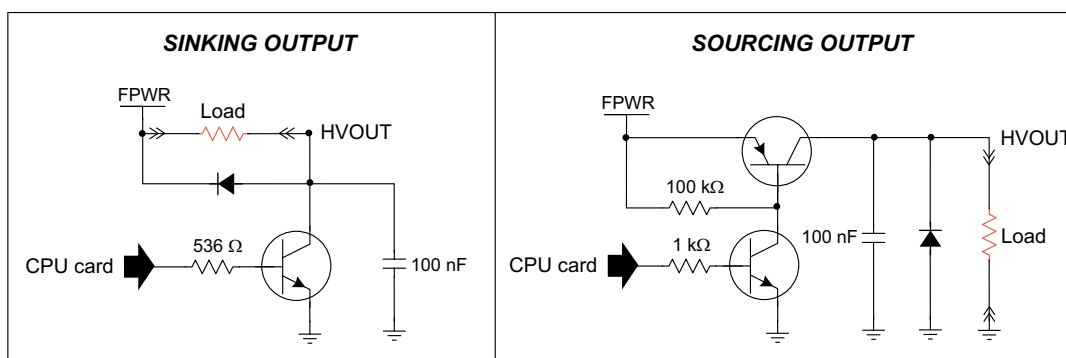 SINKING OUTPUT
FPWR
Load
HVOUT
536 Ω
CPU card
100 nF
SOURCING OUTPUT
FPWR
HVOUT
100 kΩ
1 kΩ
100 nF
Load
CPU card